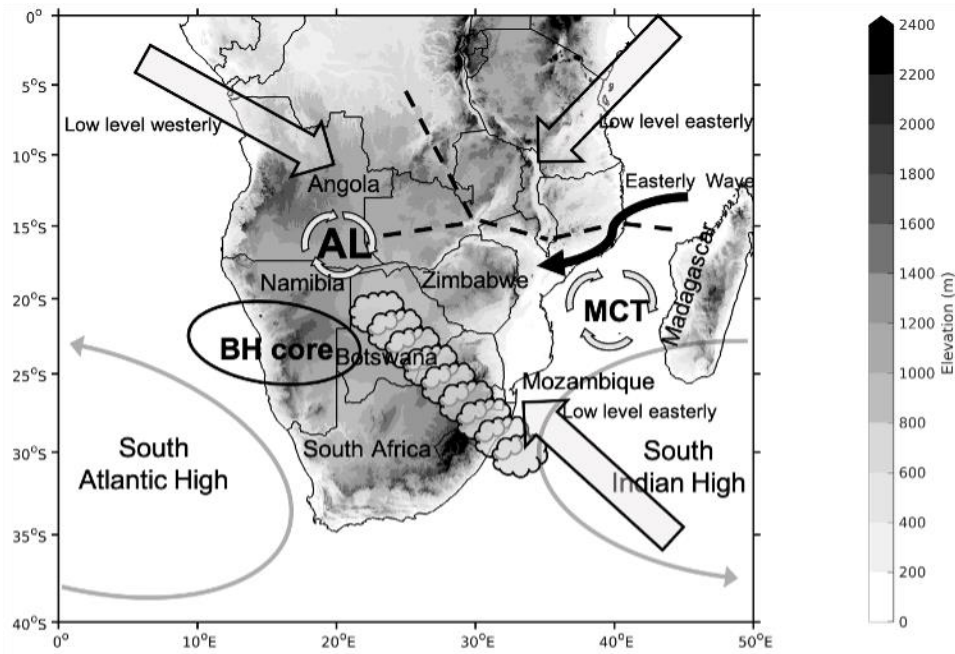 0°
5°S
10°S
15°S
20°S
25°S
30°S
35°S
40°S
0°
10°E
20°E
30°E
40°E
50°E
Low level westerly
Low level easterly
Easterly Wave
Angola
AL
Namibia
Zimbabwe
MCT
Madagascar
BH core
Botswana
Mozambique
Low level easterly
South Africa
South
Atlantic High
South
Indian High
2400
2200
2000
1800
1600
1400
1200
1000
800
600
400
200
0
Elevation (m)